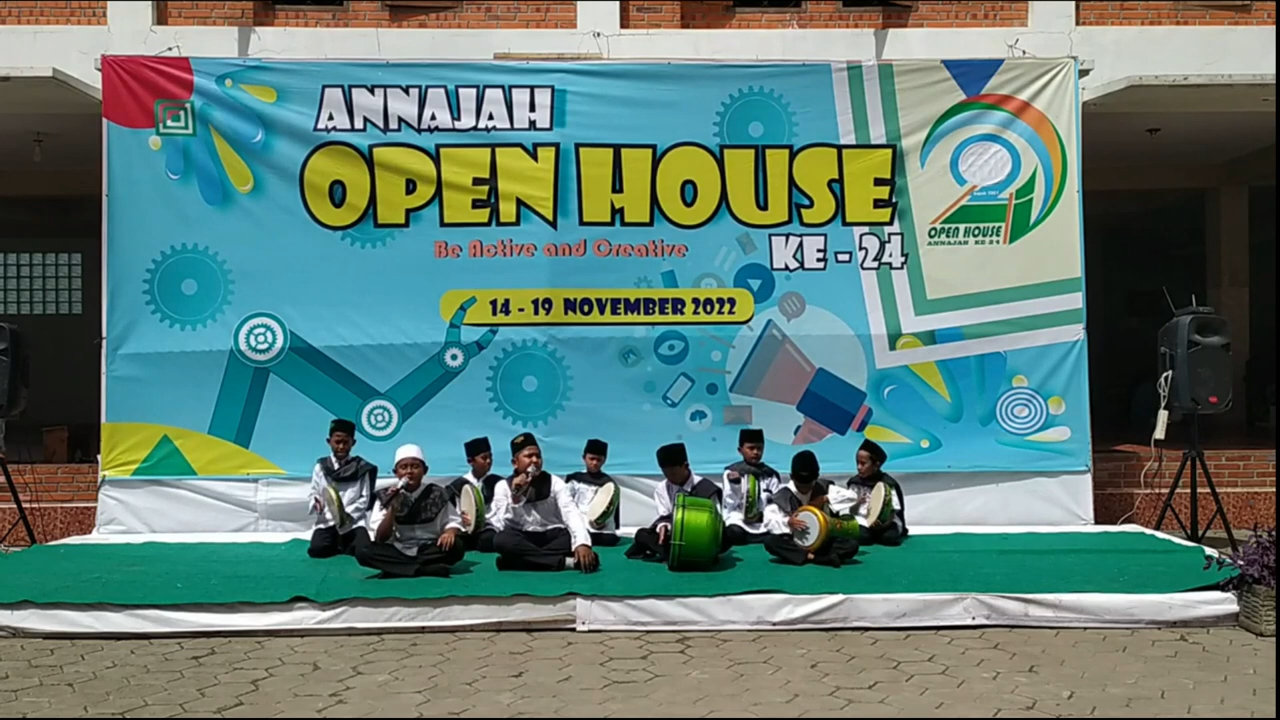 ANNAJAH
OPEN HOUSE
Be Active and Creative
KE - 24
14 - 19 NOVEMBER 2022
OPEN HOUSE
ANNAJAH KE-24